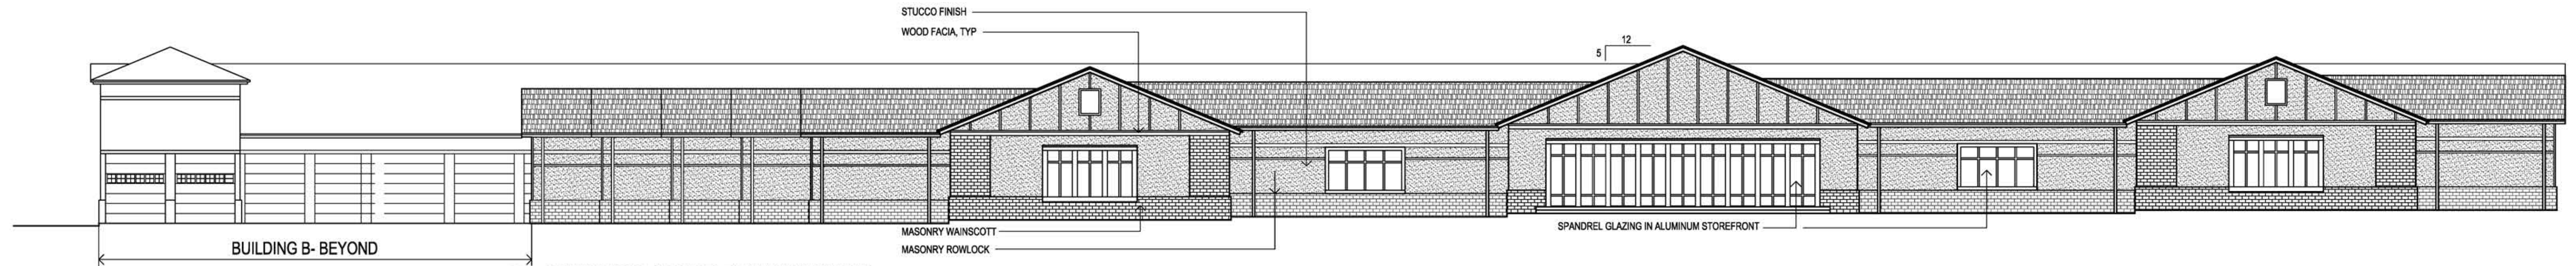 STUCCO FINISH
WOOD FACIA, TYP
12
5
MASONRY WAINSCOTT
MASONRY ROWLOCK
SPANDREL GLAZING IN ALUMINUM STOREFRONT
BUILDING B- BEYOND